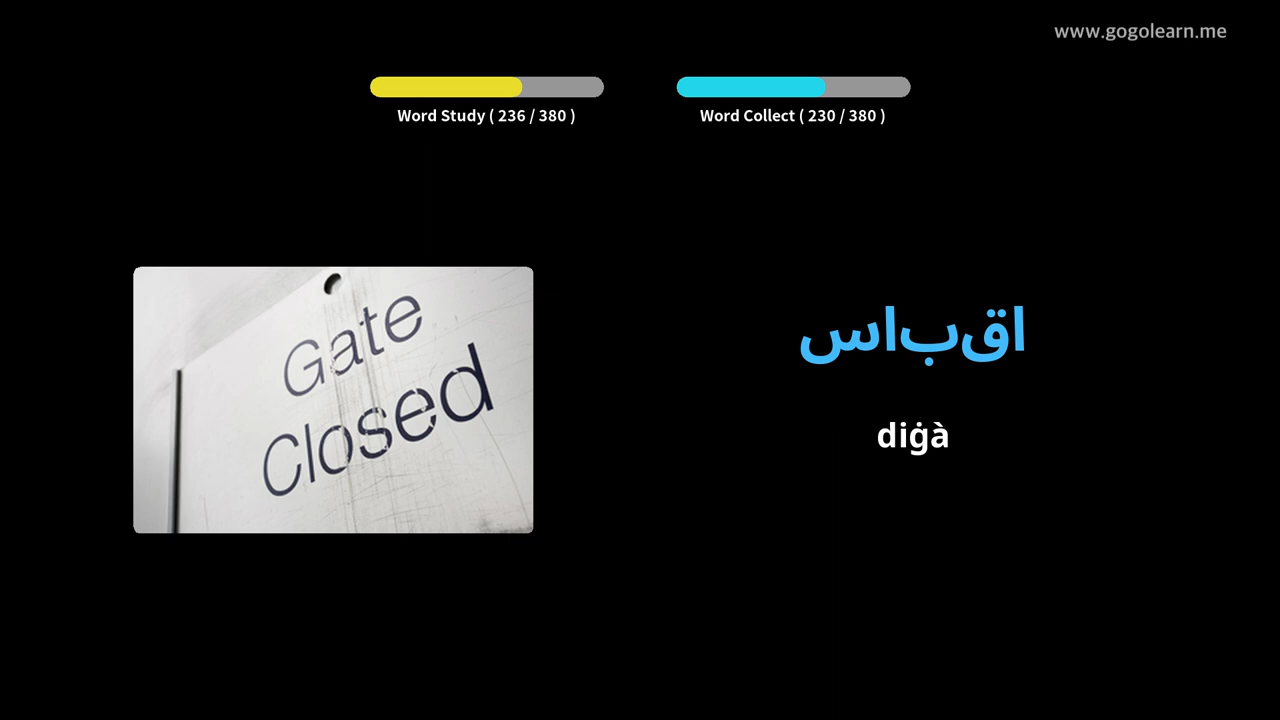 www.gogolearn.me
Word Study ( 236 / 380 )
Word Collect ( 230 / 380 )
Gate
Closed
اقباس
diġà